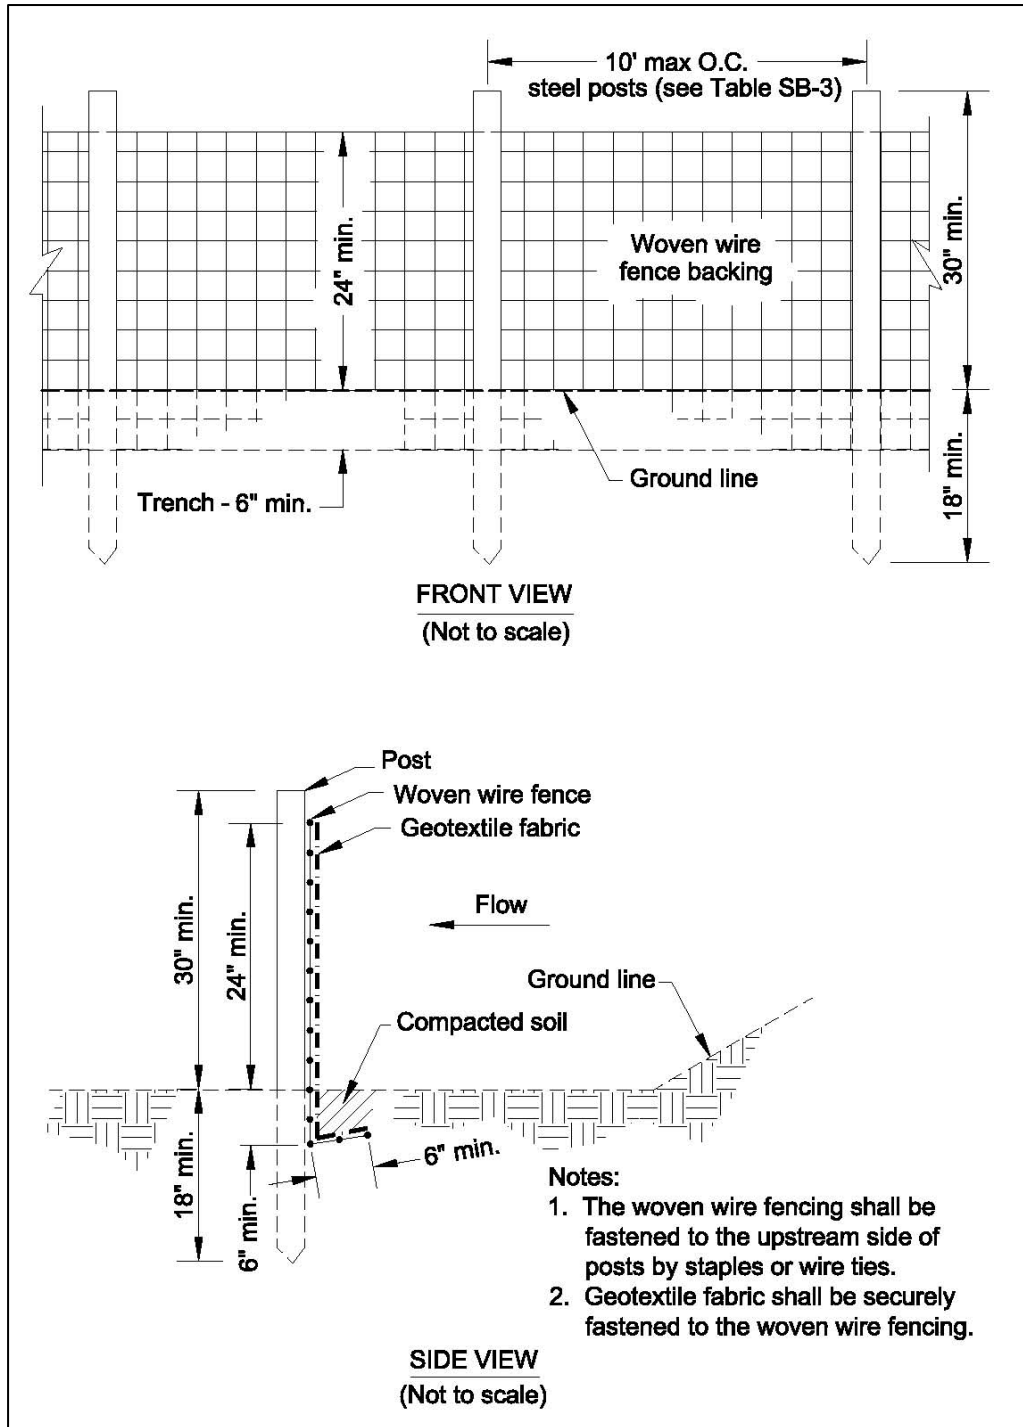 10' max O.C.
steel posts (see Table SB-3)
24" min.
Woven wire
fence backing
30" min.
Ground line
18" min.
Trench - 6" min.
FRONT VIEW
(Not to scale)
Post
Woven wire fence
Geotextile fabric
30" min.
24" min.
Flow
Ground line
Compacted soil
18" min.
6" min.
6" min.
Notes:
1. The woven wire fencing shall be
fastened to the upstream side of
posts by staples or wire ties.
2. Geotextile fabric shall be securely
fastened to the woven wire fencing.
SIDE VIEW
(Not to scale)